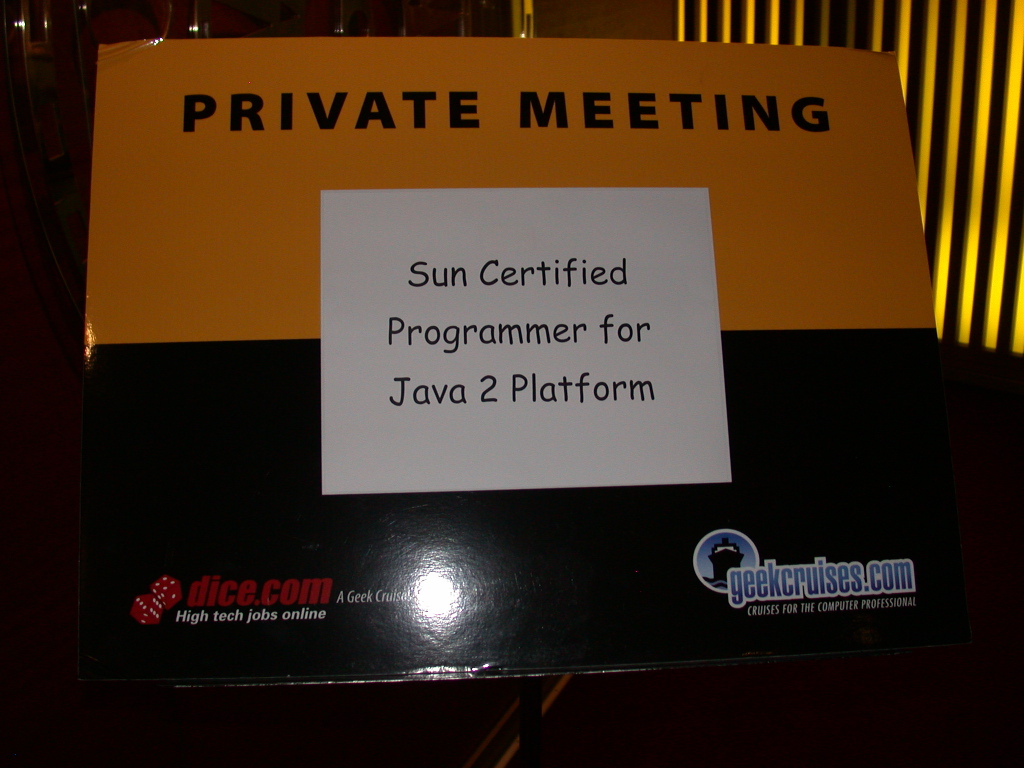 PRIVATE MEETING
Sun Certified
Programmer for
Java 2 Platform
dice.com
A Geek Cruise
High tech jobs online
geekcruises.com
CRUISES FOR THE COMPUTER PROFESSIONAL